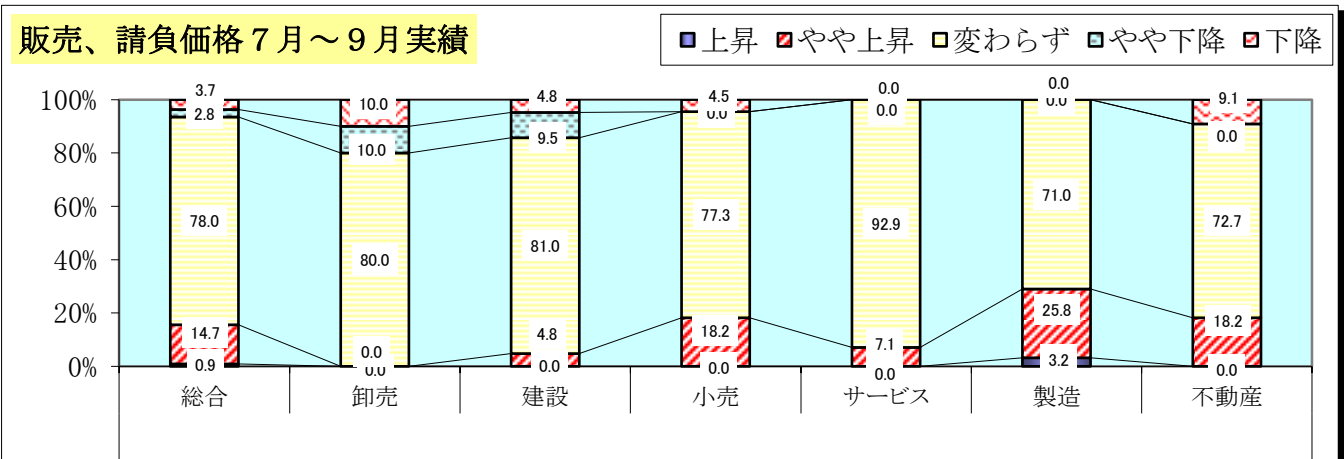 販売、請負価格７月～９月実績
上昇 やや上昇 変わらず やや下降 下降
100% 3.7 10.0 4.8 4.5 0.0 0.0 9.1
2.8 10.0 9.5 0.0 0.0 0.0 0.0
80%
60% 78.0 80.0 81.0 77.3 92.9 71.0 72.7
40%
20% 14.7 0.0 4.8 18.2 7.1 25.8 18.2
0% 0.9 0.0 0.0 0.0 0.0 3.2 0.0
総合 卸売 建設 小売 サービス 製造 不動産